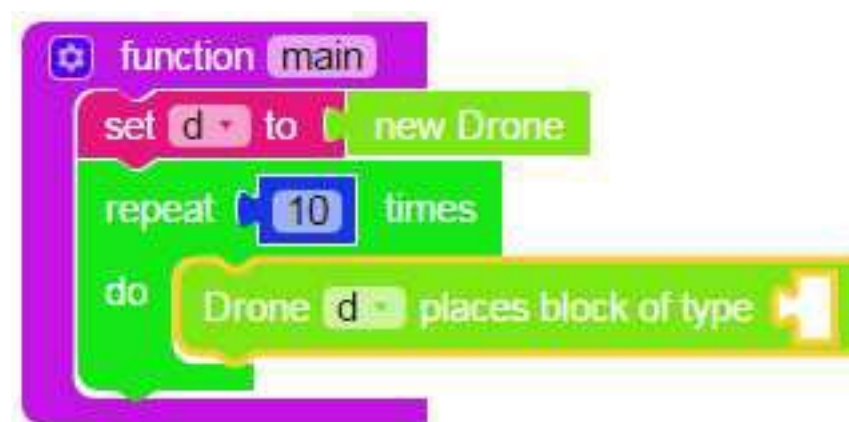 function main
set d to new Drone
repeat 10 times
do Drone d places block of type